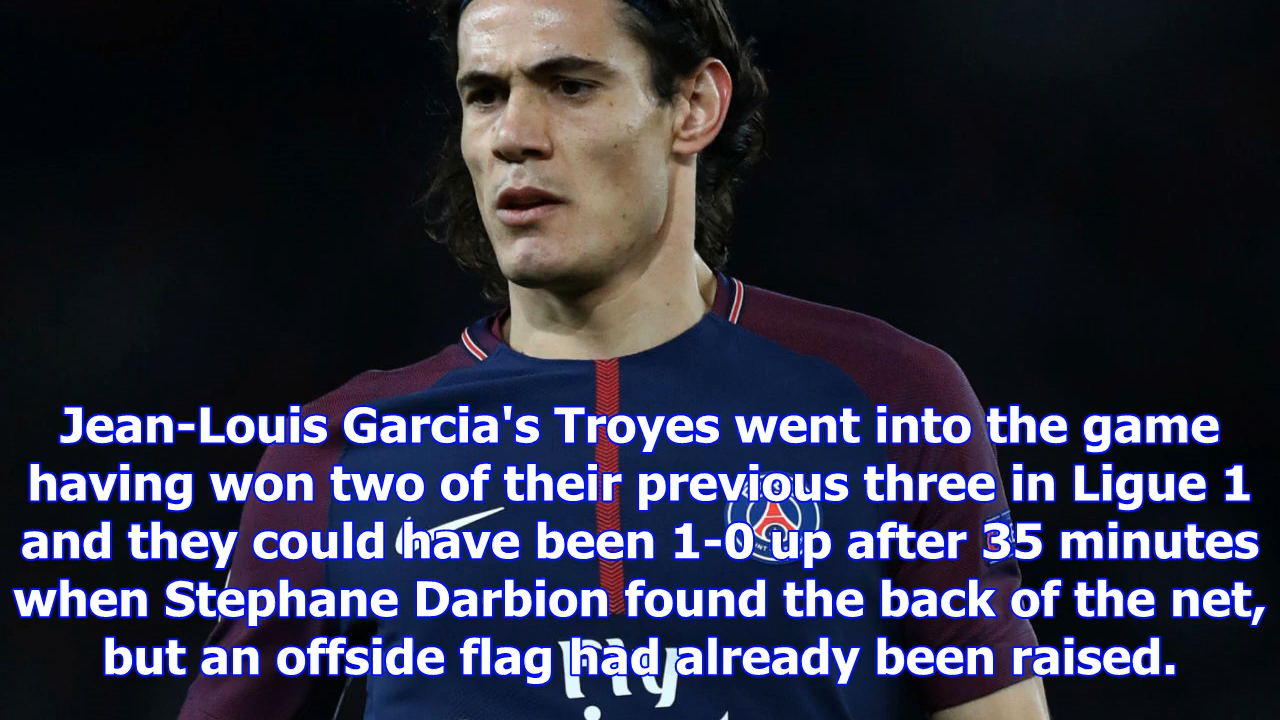 Jean-Louis Garcia's Troyes went into the game
having won two of their previous three in Ligue 1
and they could have been 1-0 up after 35 minutes
when Stephane Darbion found the back of the net,
but an offside flag had already been raised.
Fly